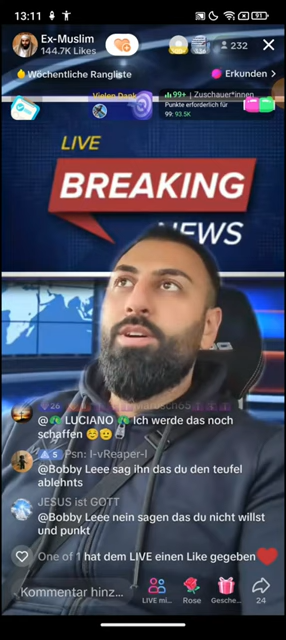 13:11
91
Ex-Muslim
144.7K Likes
232
Wöchentliche Rangliste
Erkunden >
Vielen Dank
99+ | Zuschauer*innen
Punkte erforderlich für
99: 93.5K
LIVE
BREAKING
NEWS
26
@ LUCIANO Ich werde das noch
schaffen
5 Psn: I-vReaper-I
@Bobby Leee sag ihn das du den teufel
ablehnts
JESUS ist GOTT
@Bobby Leee nein sagen das du nicht willst
und punkt
One of 1 hat dem LIVE einen Like gegeben
Kommentar hinz...
LIVE mi...
Rose
Gesche...
24